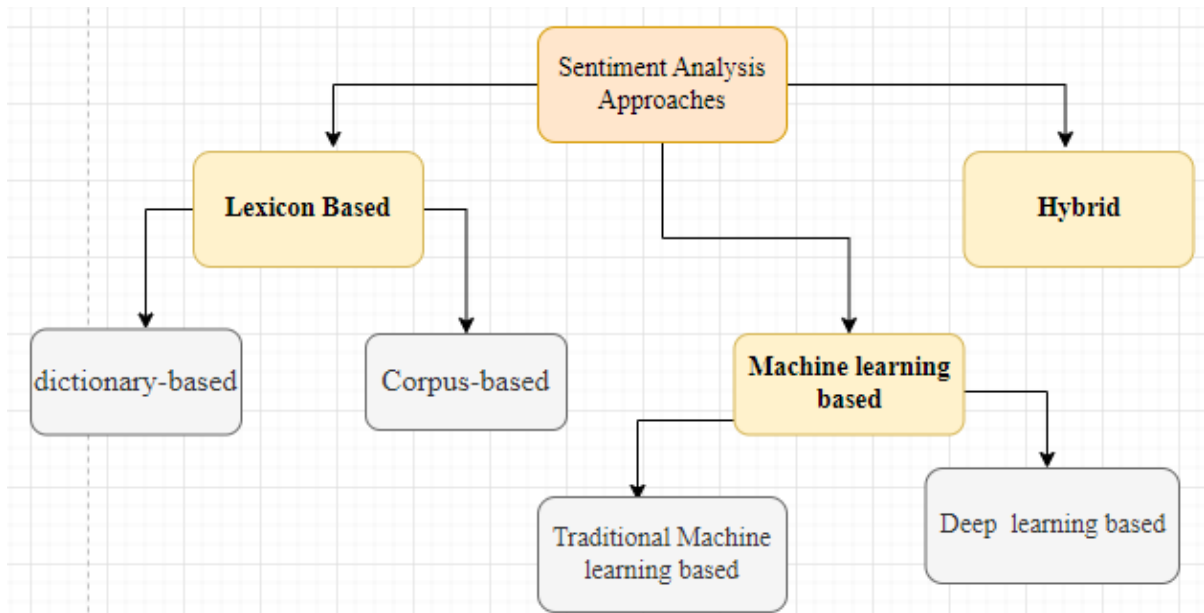 Sentiment Analysis
Approaches
Lexicon Based
Hybrid
dictionary-based
Corpus-based
Machine learning
based
Traditional Machine
learning based
Deep  learning based